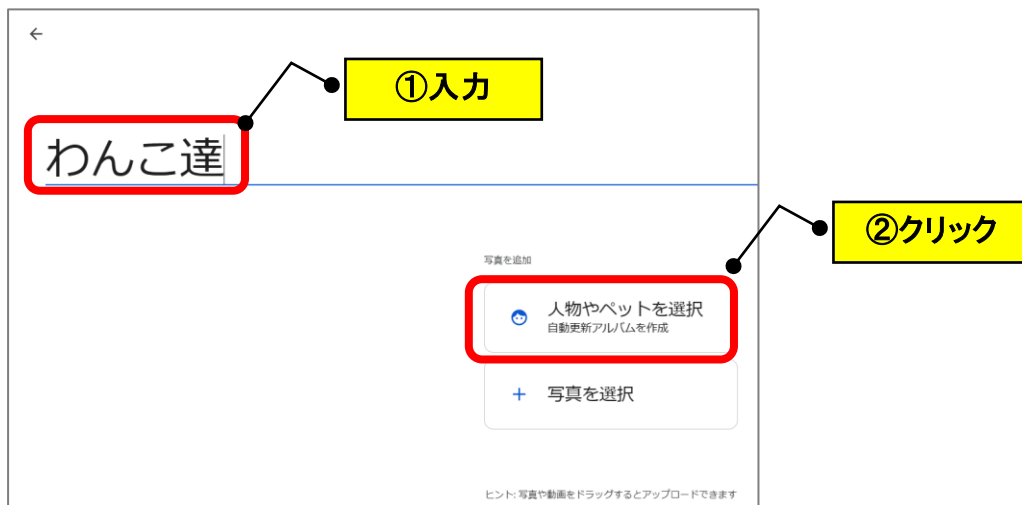 ①入力
わんこ達
②クリック
写真を追加
人物やペットを選択
自動更新アルバムを作成
写真を選択
ヒント: 写真や動画をドラッグするとアップロードできます